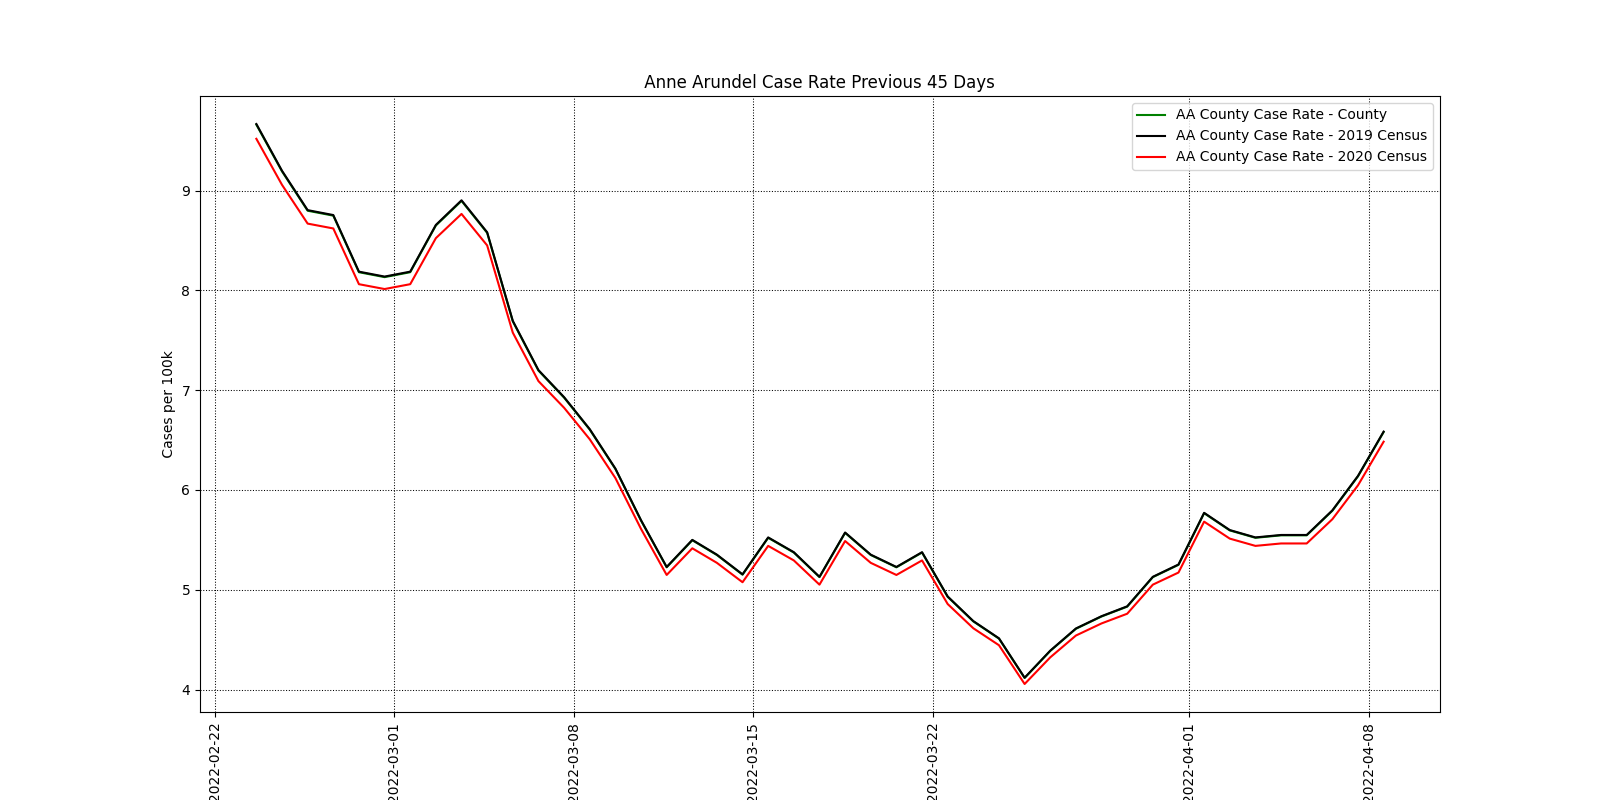 Anne Arundel Case Rate Previous 45 Days
AA County Case Rate - County
AA County Case Rate - 2019 Census
AA County Case Rate - 2020 Census
Cases per 100k
9
8
7
6
5
4
2022-02-22
2022-03-01
2022-03-08
2022-03-15
2022-03-22
2022-04-01
2022-04-08